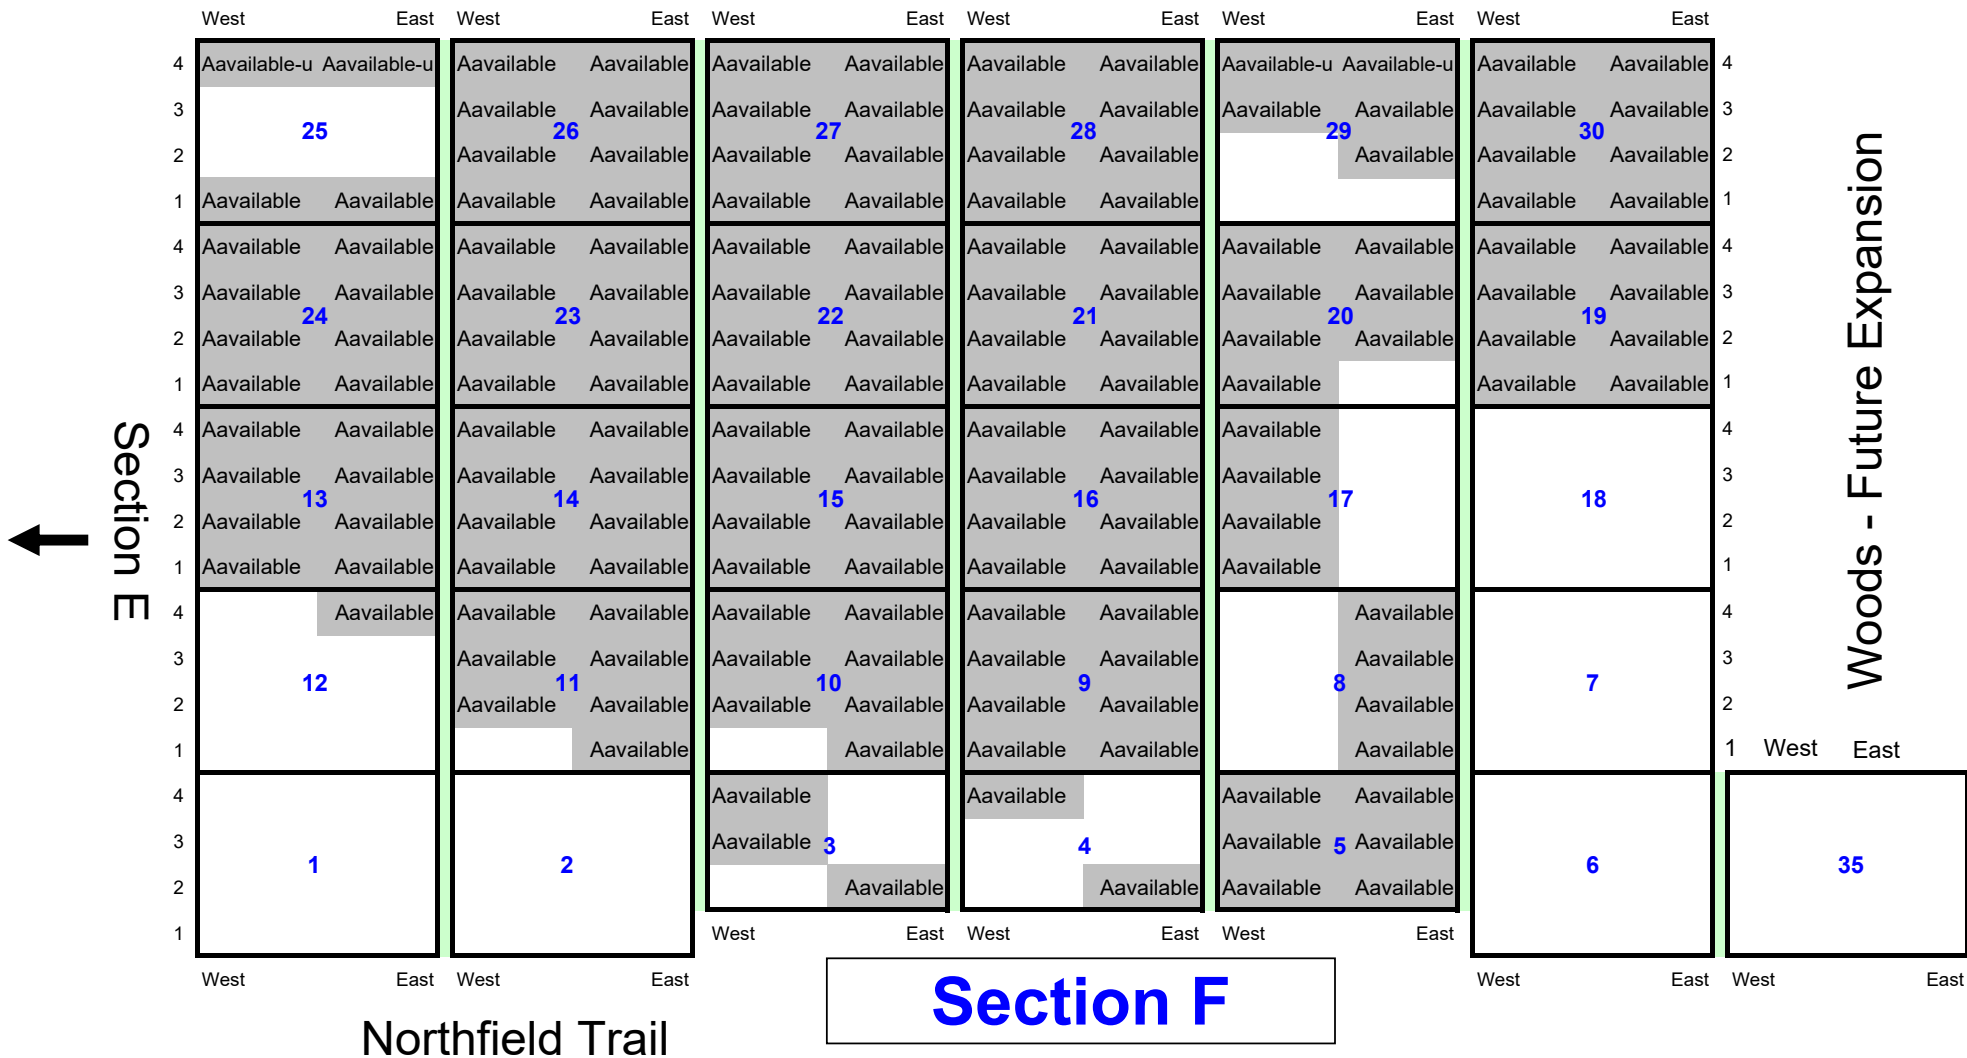 West East West East West East West East West East West East
4 Aavailable-u Aavailable-u Aavailable Aavailable Aavailable Aavailable Aavailable Aavailable Aavailable-u Aavailable-u Aavailable Aavailable 4
3 Aavailable Aavailable Aavailable Aavailable Aavailable Aavailable Aavailable Aavailable Aavailable Aavailable 3
25 26 27 28 29 30
2 Aavailable Aavailable Aavailable Aavailable Aavailable Aavailable Aavailable Aavailable Aavailable 2
1 Aavailable Aavailable Aavailable Aavailable Aavailable Aavailable Aavailable Aavailable Aavailable Aavailable 1
4 Aavailable Aavailable Aavailable Aavailable Aavailable Aavailable Aavailable Aavailable Aavailable Aavailable Aavailable Aavailable 4
3 Aavailable Aavailable Aavailable Aavailable Aavailable Aavailable Aavailable Aavailable Aavailable Aavailable Aavailable Aavailable 3
24 23 22 21 20 19
2 Aavailable Aavailable Aavailable Aavailable Aavailable Aavailable Aavailable Aavailable Aavailable Aavailable Aavailable Aavailable 2
1 Aavailable Aavailable Aavailable Aavailable Aavailable Aavailable Aavailable Aavailable Aavailable Aavailable Aavailable 1
4 Aavailable Aavailable Aavailable Aavailable Aavailable Aavailable Aavailable Aavailable Aavailable 4
3 Aavailable Aavailable Aavailable Aavailable Aavailable Aavailable Aavailable Aavailable Aavailable 3
13 14 15 16 17 18
2 Aavailable Aavailable Aavailable Aavailable Aavailable Aavailable Aavailable Aavailable Aavailable 2
1 Aavailable Aavailable Aavailable Aavailable Aavailable Aavailable Aavailable Aavailable Aavailable 1
4 Aavailable Aavailable Aavailable Aavailable Aavailable Aavailable Aavailable Aavailable 4
3 Aavailable Aavailable Aavailable Aavailable Aavailable Aavailable Aavailable 3
12 11 10 9 8 7
2 Aavailable Aavailable Aavailable Aavailable Aavailable Aavailable Aavailable 2
1 Aavailable Aavailable Aavailable Aavailable Aavailable 1 West East
4 Aavailable Aavailable Aavailable Aavailable
3 Aavailable 3 4 Aavailable 5 Aavailable
1 2 6 35
2 Aavailable Aavailable Aavailable Aavailable
1 West East West East West East
West East West East West East West East
Section E
Woods - Future Expansion
Section F
Northfield Trail